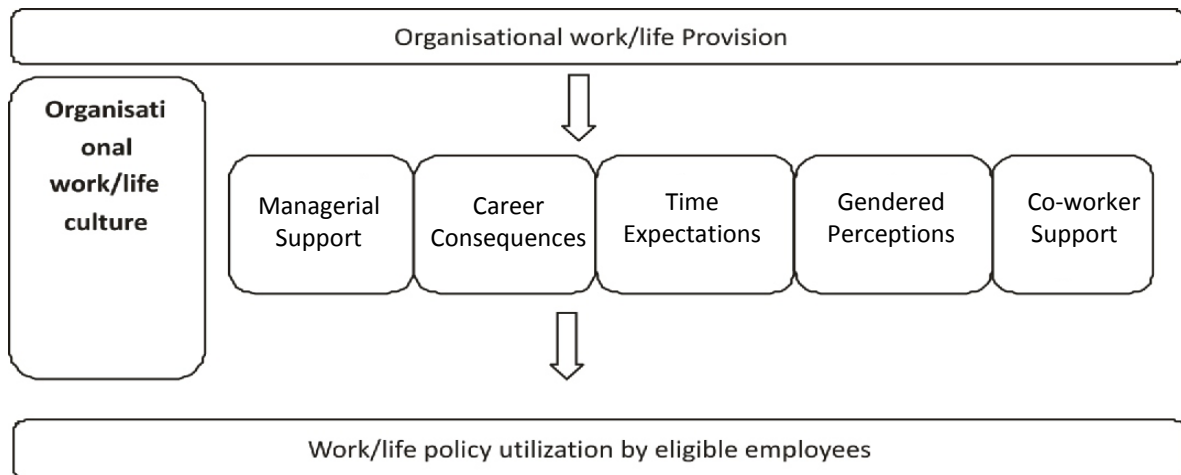 Organisational work/life Provision
Organisati
onal
work/life
culture
Managerial
Support
Career
Consequences
Time
Expectations
Gendered
Perceptions
Co-worker
Support
Work/life policy utilization by eligible employees